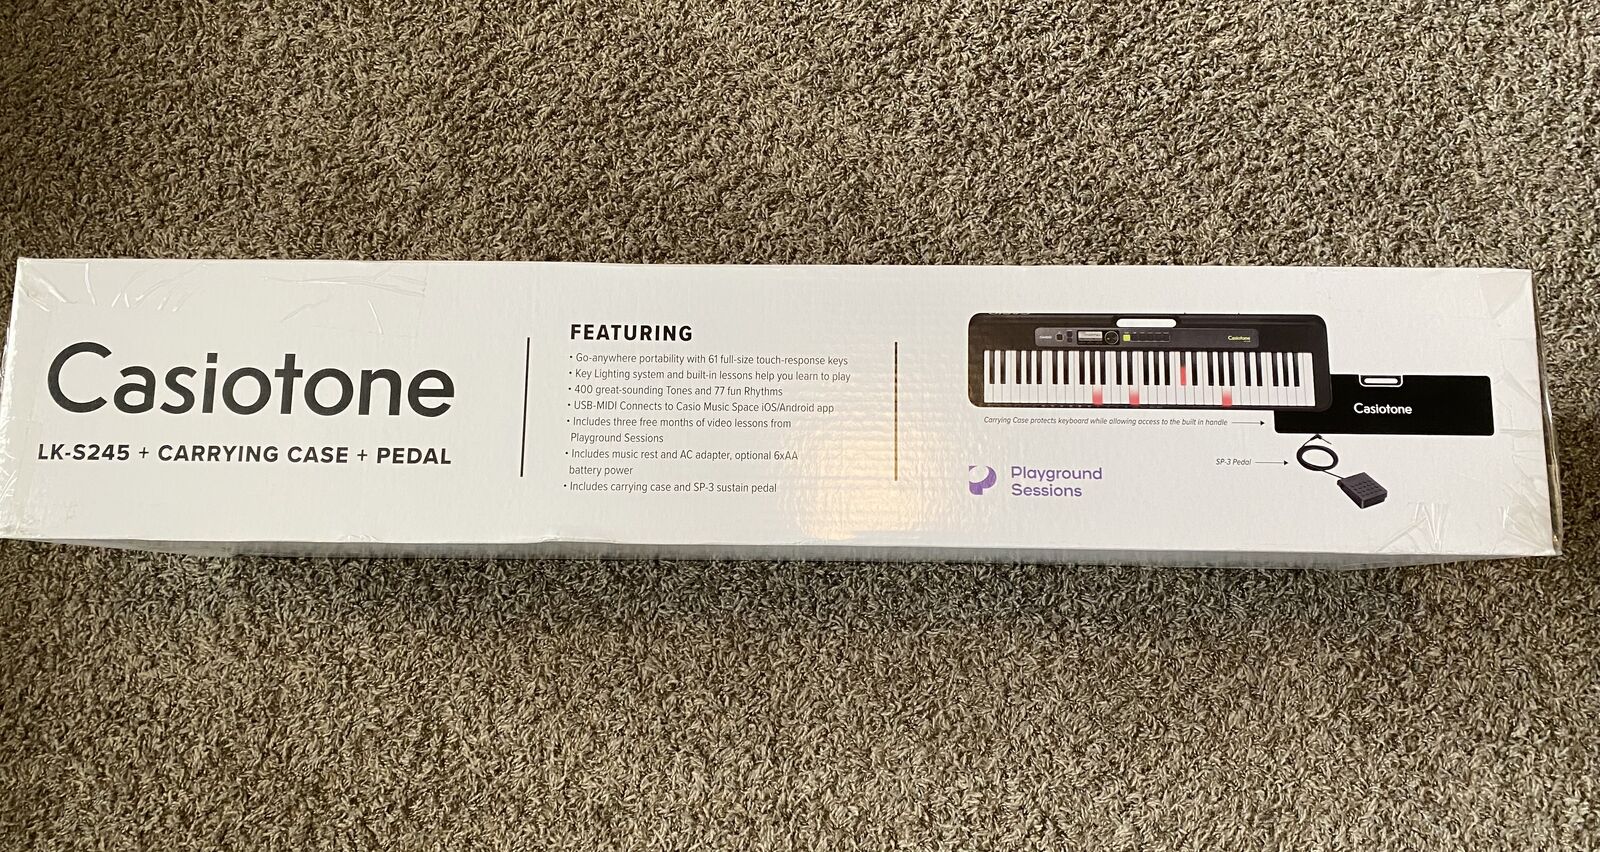 Casiotone
LK-S245 + CARRYING CASE + PEDAL
FEATURING
• Go-anywhere portability with 61 full-size touch-response keys
• Key Lighting system and built-in lessons help you learn to play
• 400 great-sounding Tones and 77 fun Rhythms
• USB-MIDI Connects to Casio Music Space iOS/Android app
• Includes three free months of video lessons from
Playground Sessions
• Includes music rest and AC adapter, optional 6xAA
battery power
• Includes carrying case and SP-3 sustain pedal
Casiotone
Casiotone
Carrying Case protects keyboard while allowing access to the built in handle
SP-3 Pedal
Playground
Sessions